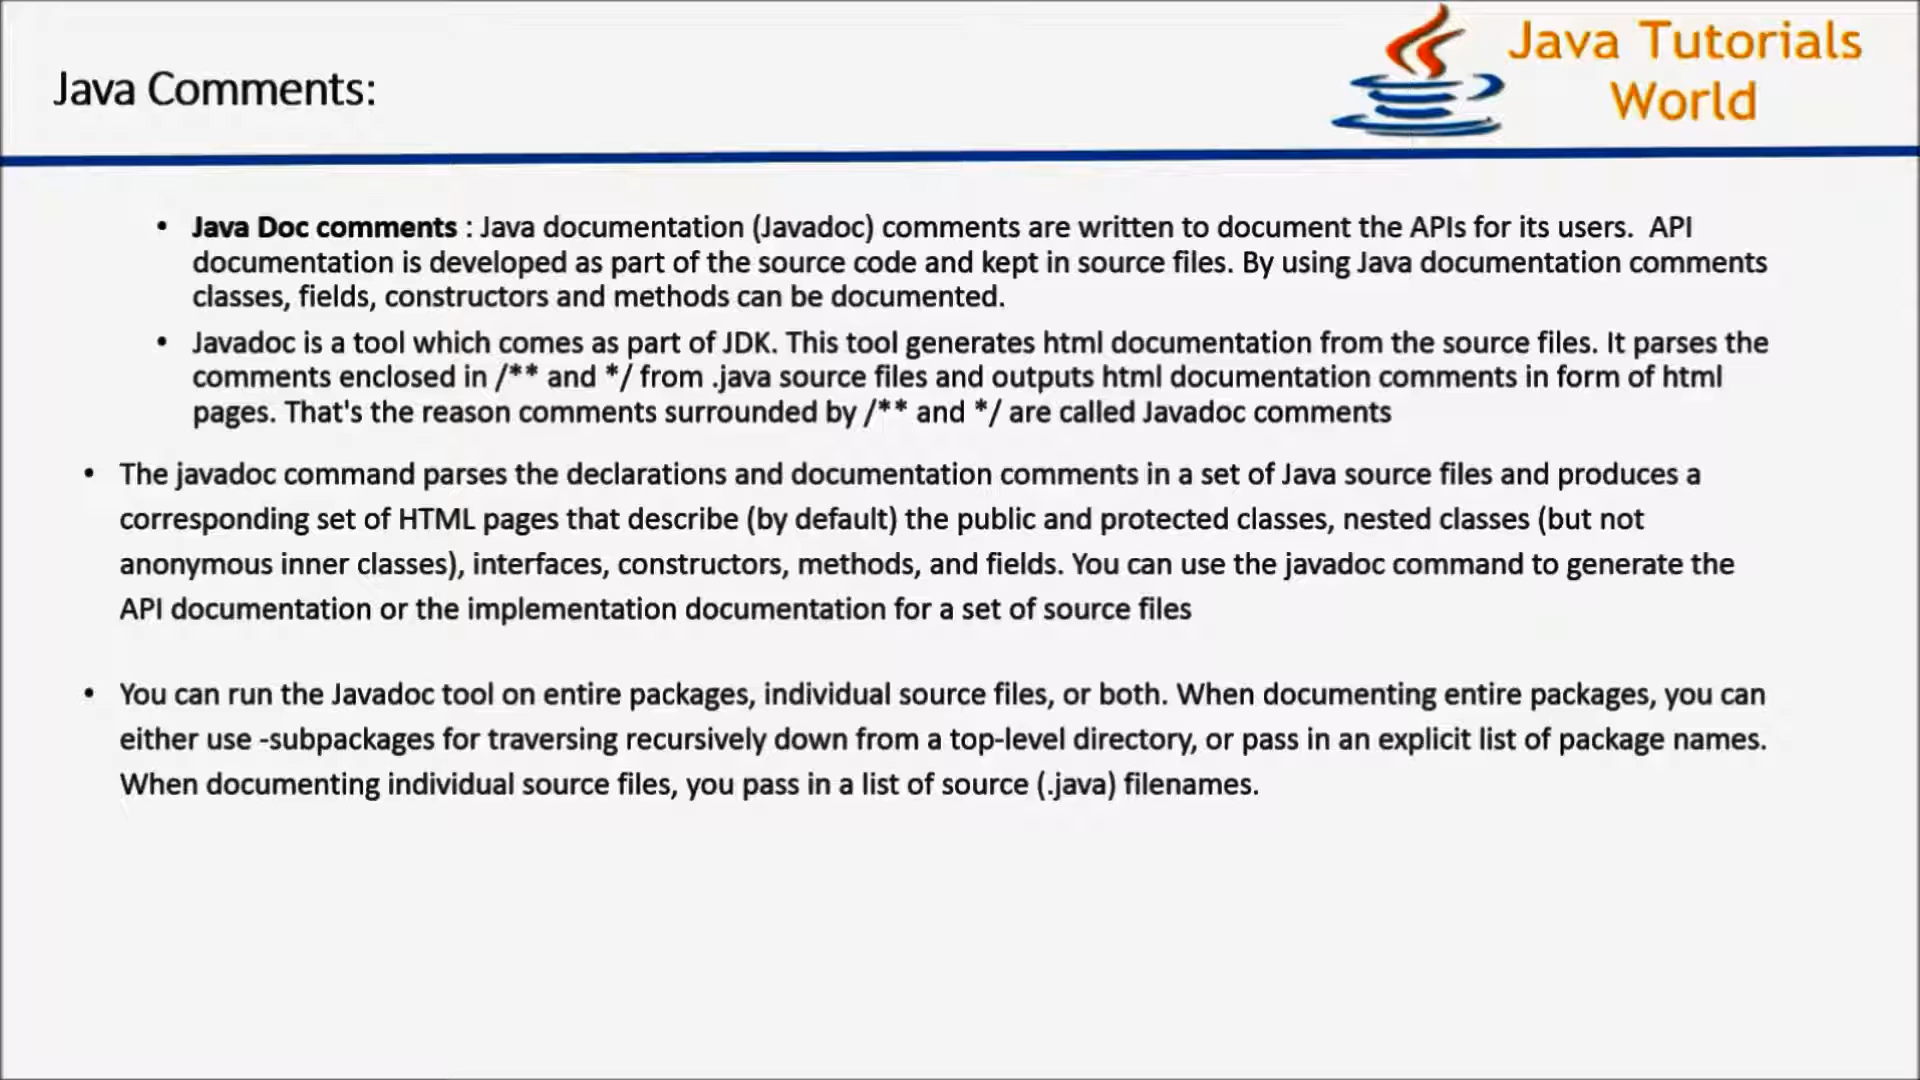 Java Comments:
Java Tutorials
World
• Java Doc comments : Java documentation (Javadoc) comments are written to document the APIs for its users.  API
documentation is developed as part of the source code and kept in source files. By using Java documentation comments
classes, fields, constructors and methods can be documented.
• Javadoc is a tool which comes as part of JDK. This tool generates html documentation from the source files. It parses the
comments enclosed in /** and */ from .java source files and outputs html documentation comments in form of html
pages. That's the reason comments surrounded by /** and */ are called Javadoc comments
• The javadoc command parses the declarations and documentation comments in a set of Java source files and produces a
corresponding set of HTML pages that describe (by default) the public and protected classes, nested classes (but not
anonymous inner classes), interfaces, constructors, methods, and fields. You can use the javadoc command to generate the
API documentation or the implementation documentation for a set of source files
• You can run the Javadoc tool on entire packages, individual source files, or both. When documenting entire packages, you can
either use -subpackages for traversing recursively down from a top-level directory, or pass in an explicit list of package names.
When documenting individual source files, you pass in a list of source (.java) filenames.